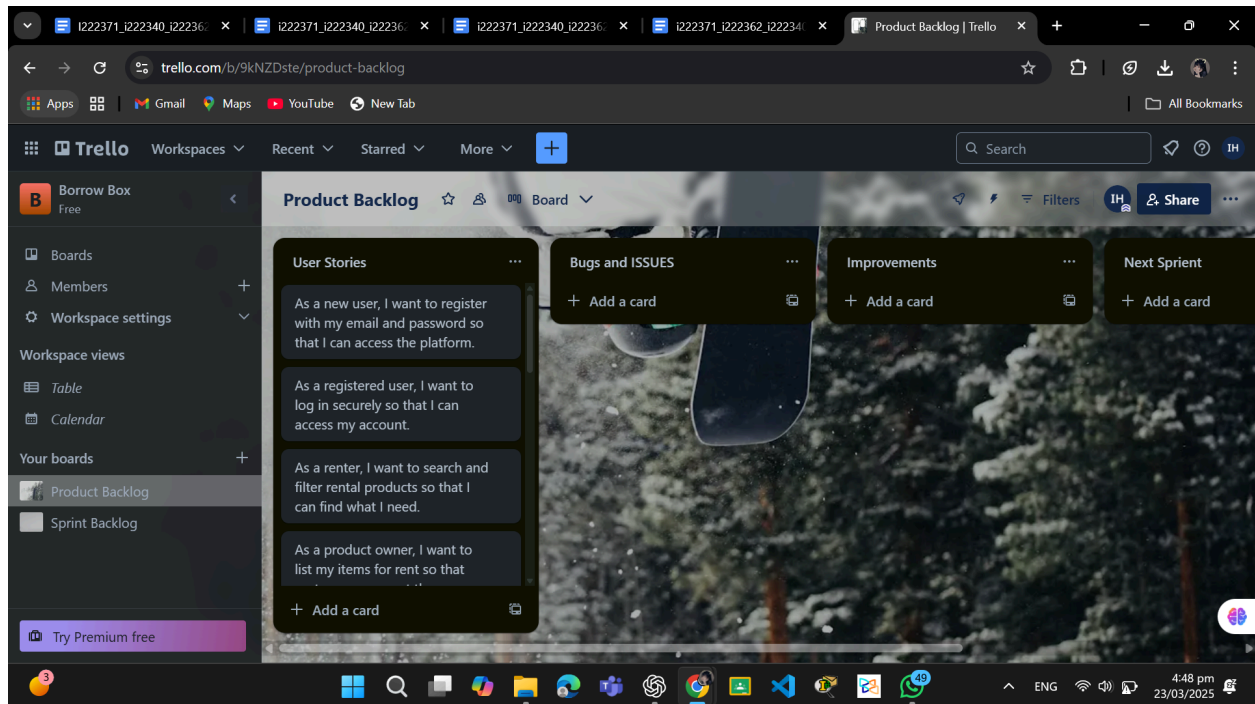 I222371_i222340_i222362
i222371_i222340_i22236
i222371_i222340_i22236
i222371_i222362_i22234
Product Backlog | Trello
trello.com/b/9kNZDste/product-backlog
Apps
Gmail
Maps
YouTube
New Tab
All Bookmarks
Trello
Workspaces
Recent
Starred
More
Search
IH
B
Borrow Box
Free
Product Backlog
Board
Filters
IH
Share
Boards
Members
Workspace settings
Workspace views
Table
Calendar
Your boards
Product Backlog
Sprint Backlog
Try Premium free
User Stories
As a new user, I want to register
with my email and password so
that I can access the platform.
As a registered user, I want to
log in securely so that I can
access my account.
As a renter, I want to search and
filter rental products so that I
can find what I need.
As a product owner, I want to
list my items for rent so that
Add a card
Bugs and ISSUES
Add a card
Improvements
Add a card
Next Sprient
Add a card
3
49
ENG
4:48 pm
23/03/2025